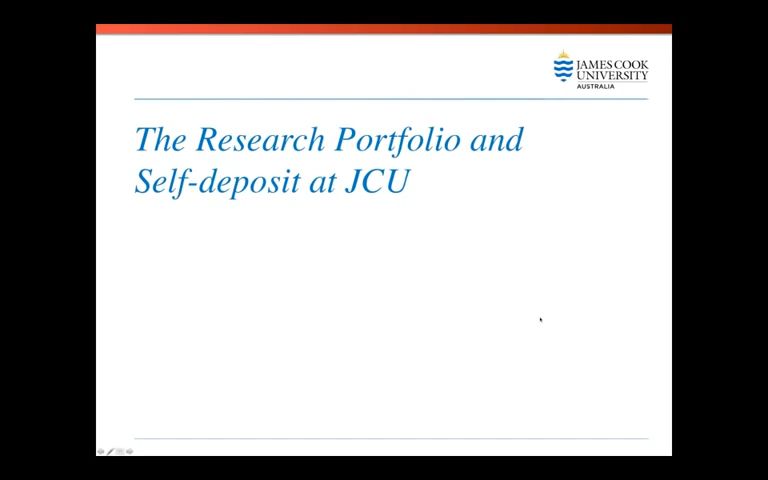 JAMES COOK
UNIVERSITY
AUSTRALIA
The Research Portfolio and
Self-deposit at JCU